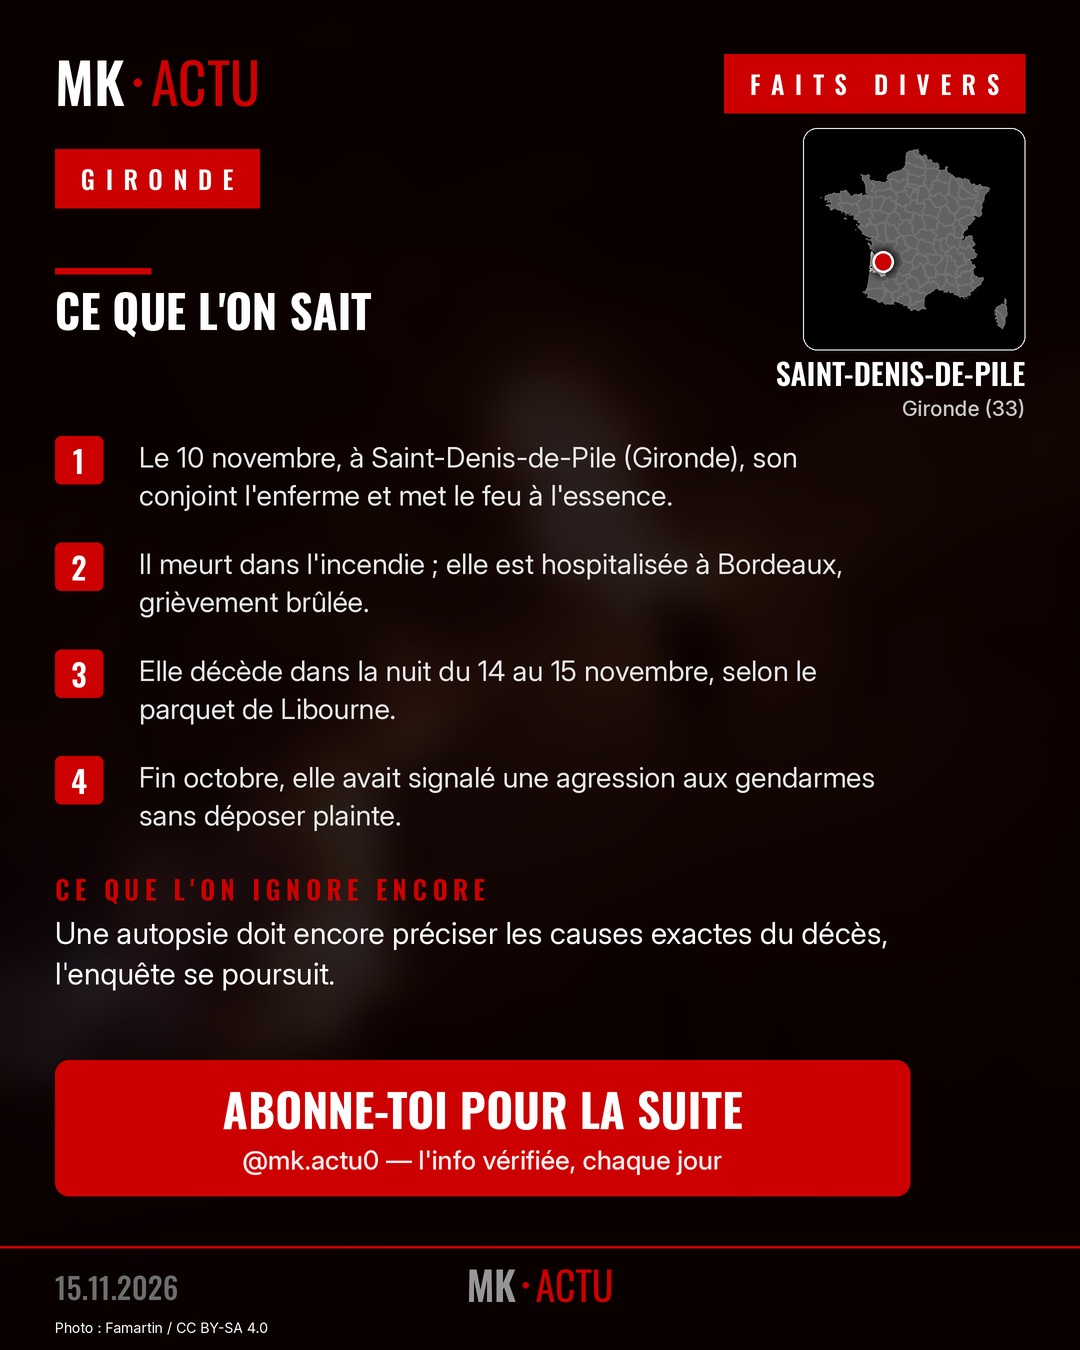 MK·ACTU
FAITS DIVERS
GIRONDE
CE QUE L'ON SAIT
SAINT-DENIS-DE-PILE
Gironde (33)
1 Le 10 novembre, à Saint-Denis-de-Pile (Gironde), son
conjoint l'enferme et met le feu à l'essence.
2 Il meurt dans l'incendie ; elle est hospitalisée à Bordeaux,
grièvement brûlée.
3 Elle décède dans la nuit du 14 au 15 novembre, selon le
parquet de Libourne.
4 Fin octobre, elle avait signalé une agression aux gendarmes
sans déposer plainte.
CE QUE L'ON IGNORE ENCORE
Une autopsie doit encore préciser les causes exactes du décès,
l'enquête se poursuit.
ABONNE-TOI POUR LA SUITE
@mk.actu0 — l'info vérifiée, chaque jour
15.11.2026
MK·ACTU
Photo : Famartin / CC BY-SA 4.0